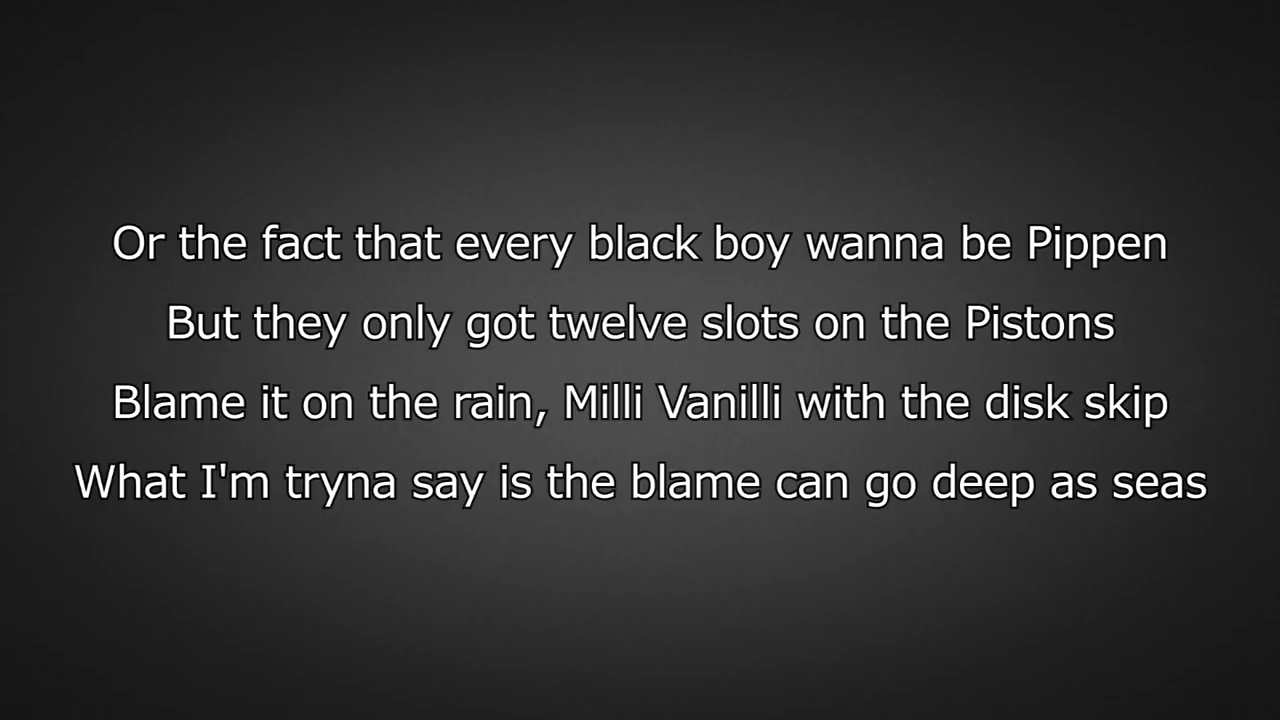 Or the fact that every black boy wanna be Pippen
But they only got twelve slots on the Pistons
Blame it on the rain, Milli Vanilli with the disk skip
What I'm tryna say is the blame can go deep as seas